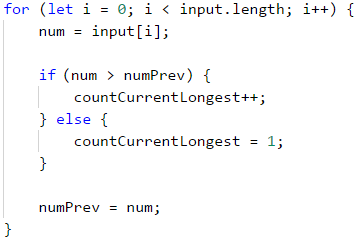 for (let i = 0; i < input.length; i++) {
    num = input[i];

    if (num > numPrev) {
        countCurrentLongest++;
    } else {
        countCurrentLongest = 1;
    }

    numPrev = num;
}